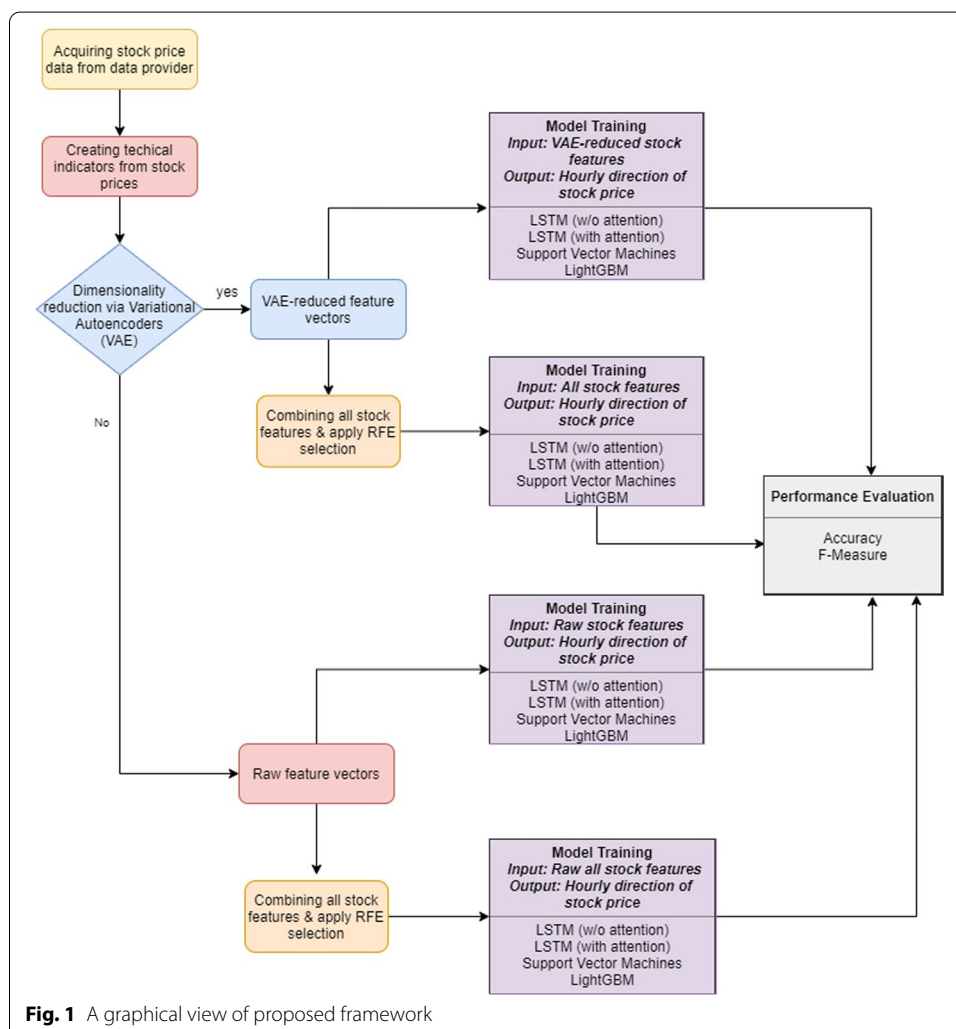 Acquiring stock price
data from data provider
Creating techical
indicators from stock
prices
Dimensionality
reduction via Variational
Autoencoders
(VAE)
yes
No
VAE-reduced feature
vectors
Combining all stock
features & apply RFE
selection
Model Training
Input: VAE-reduced stock
features
Output: Hourly direction of
stock price
LSTM (w/o attention)
LSTM (with attention)
Support Vector Machines
LightGBM
Model Training
Input: All stock features
Output: Hourly direction of
stock price
LSTM (w/o attention)
LSTM (with attention)
Support Vector Machines
LightGBM
Performance Evaluation
Accuracy
F-Measure
Model Training
Input: Raw stock features
Output: Hourly direction of
stock price
LSTM (w/o attention)
LSTM (with attention)
Support Vector Machines
LightGBM
Raw feature vectors
Combining all stock
features & apply RFE
selection
Model Training
Input: Raw all stock features
Output: Hourly direction of
stock price
LSTM (w/o attention)
LSTM (with attention)
Support Vector Machines
LightGBM
Fig. 1 A graphical view of proposed framework